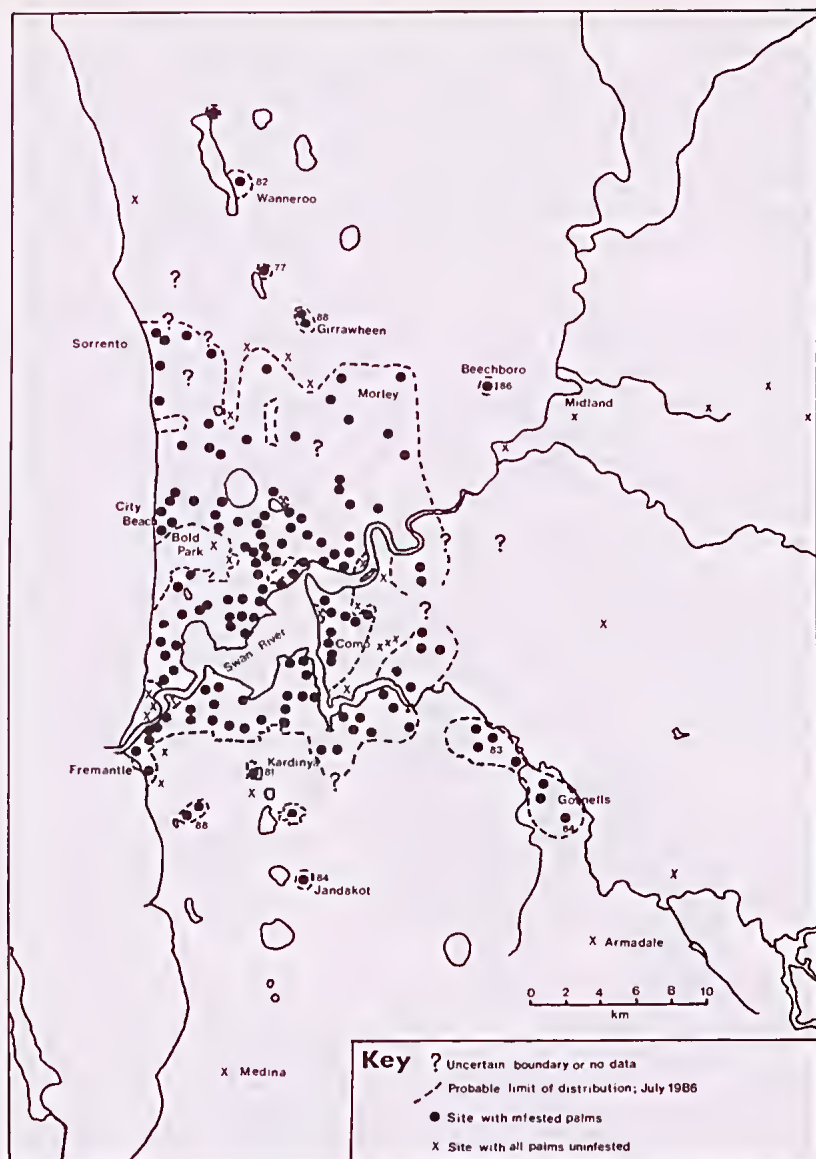 82
Wanneroo
?
77
?
88
Girrawheen
Sorrento
?
?
Beechboro
186
Morley
Midland
?
City
Beach
Bold
Park
?
?
?
Swan River
Como
Fremantle
Kardinya
81
?
83
Gosnells
84
88
84
Jandakot
x Armadale
0 2 4 6 8 10
km
x Medina
Key
? Uncertain boundary or no data
Probable limit of distribution; July 1986
Site with mfested palms
x Site with all palms uninfested